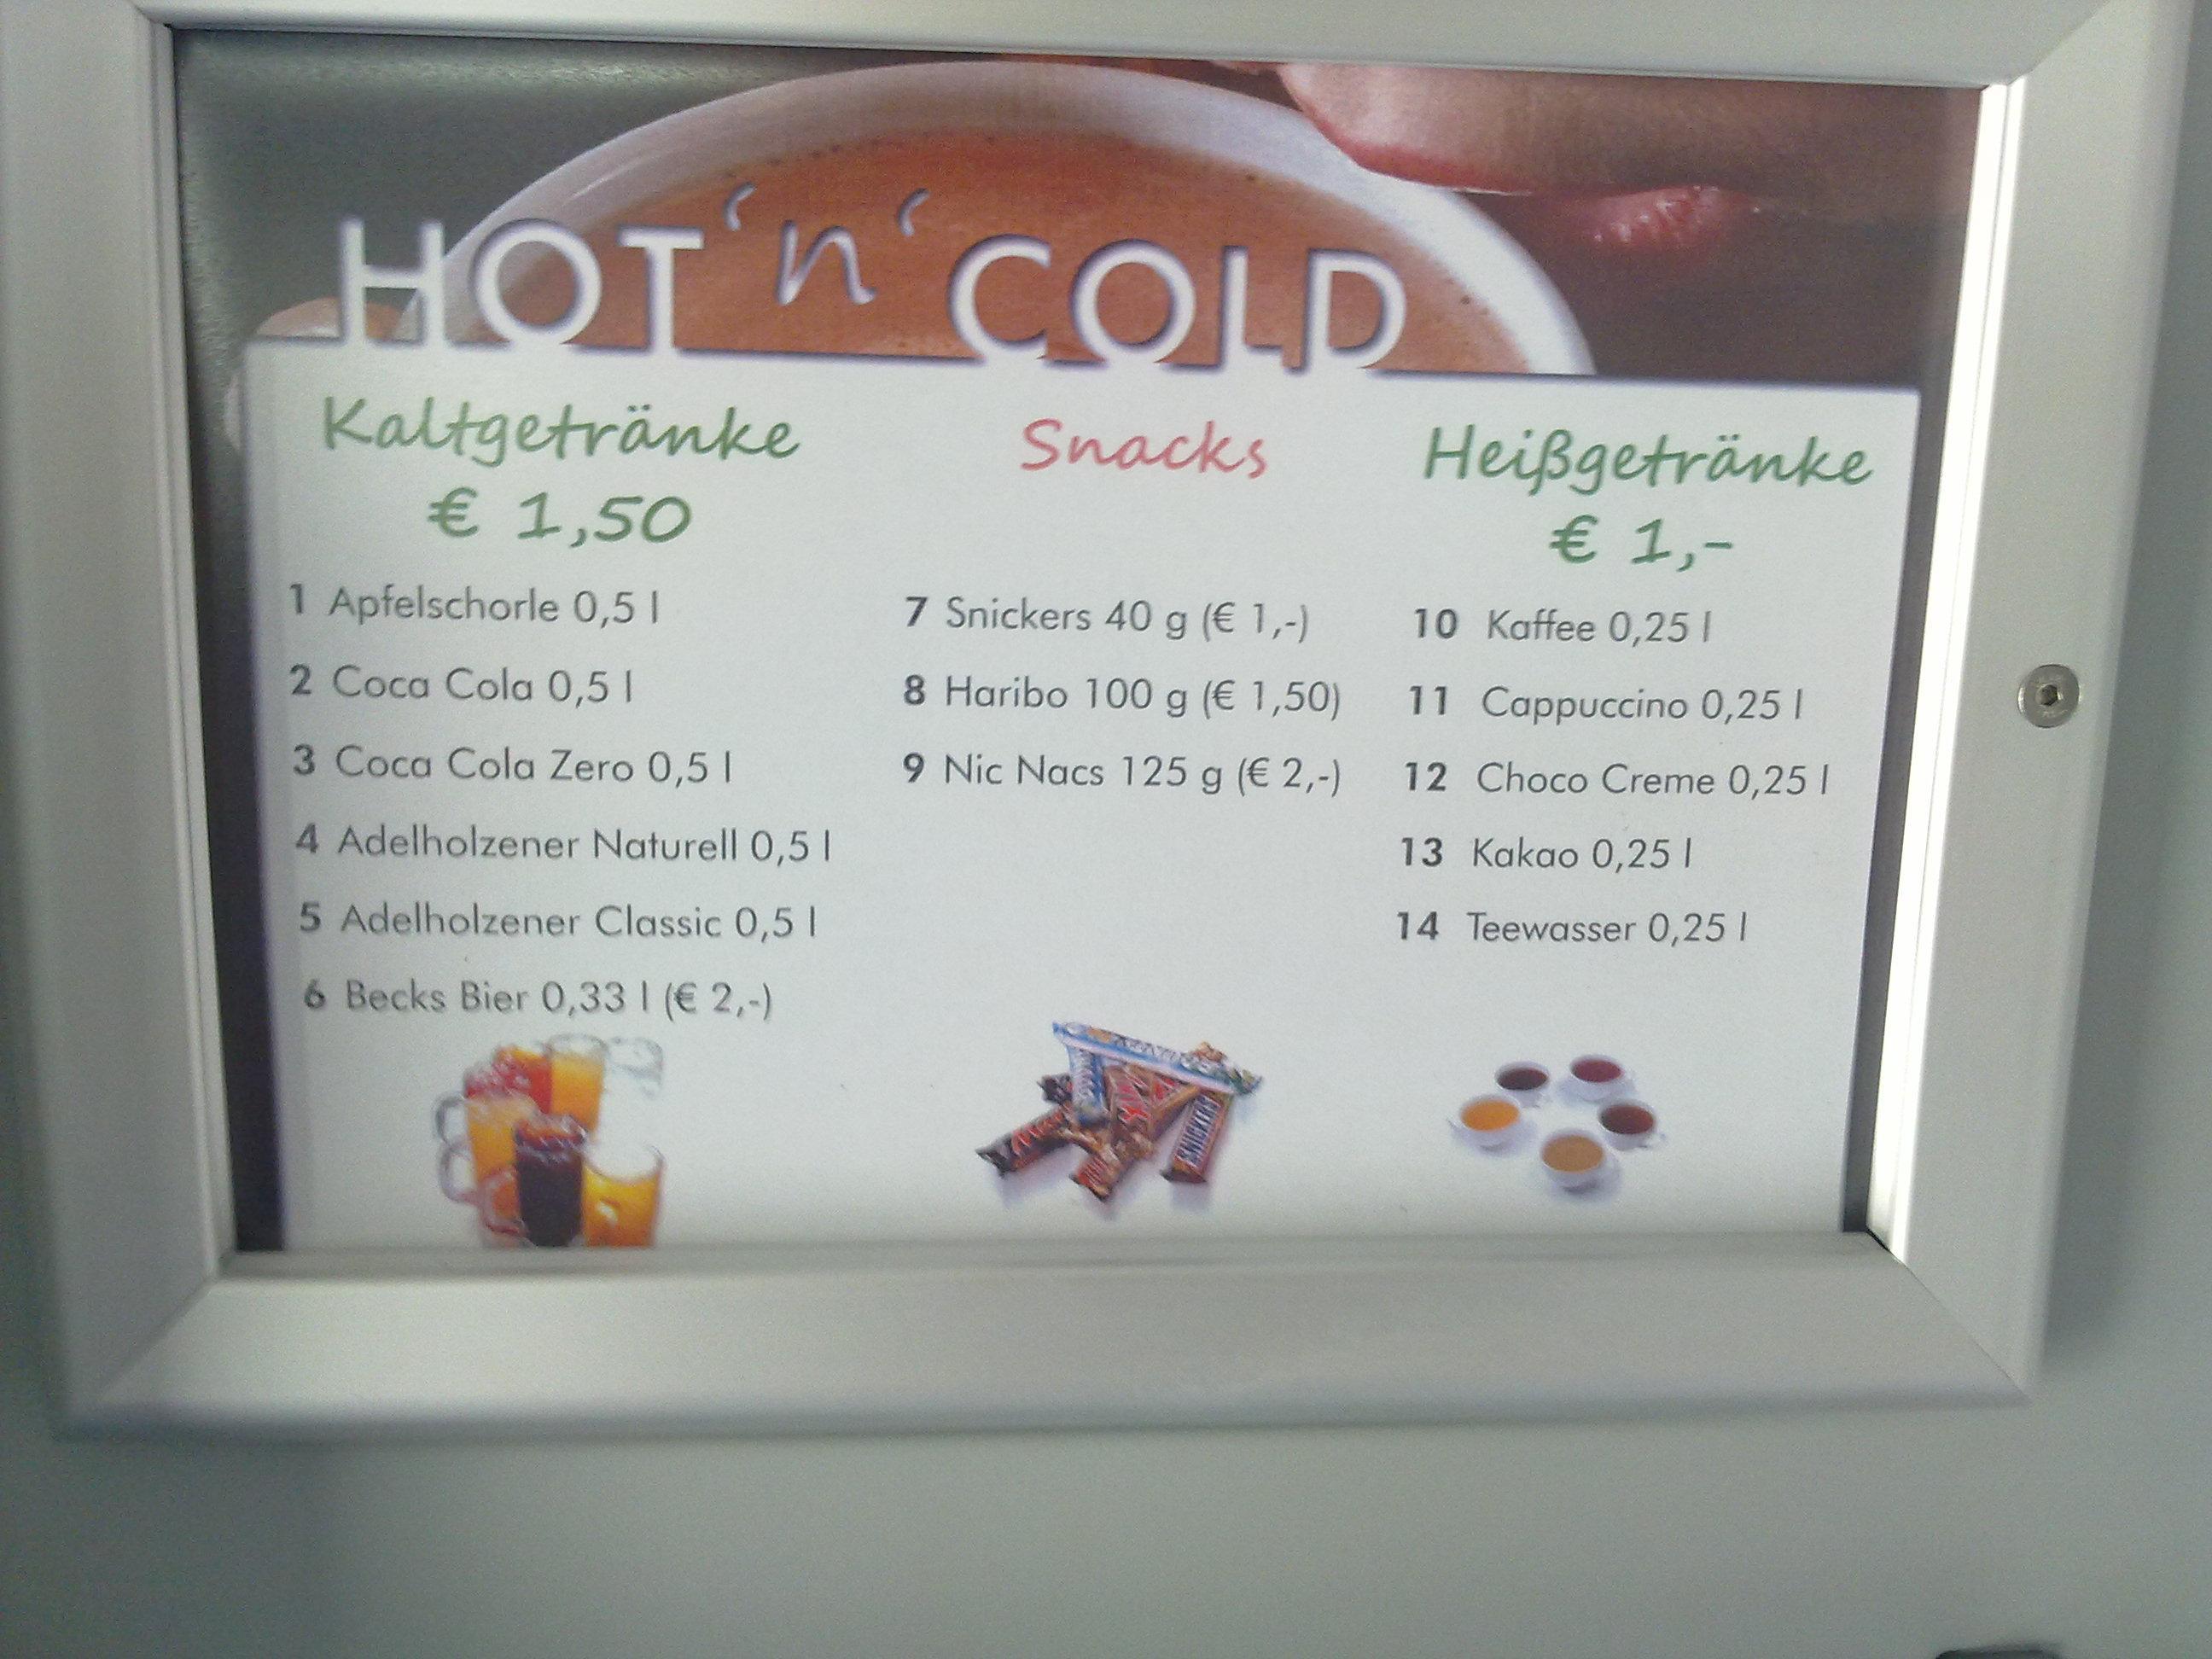 HOT 'n' COLD
Kaltgetränke
€ 1,50
1 Apfelschorle 0,5 l
2 Coca Cola 0,5 l
3 Coca Cola Zero 0,5 l
4 Adelholzener Naturell 0,5 l
5 Adelholzener Classic 0,5 l
6 Becks Bier 0,33 l (€ 2,-)
Snacks
7 Snickers 40 g (€ 1,-)
8 Haribo 100 g (€ 1,50)
9 Nic Nacs 125 g (€ 2,-)
SNICKERS
Heißgetränke
€ 1,-
10 Kaffee 0,25 l
11 Cappuccino 0,25 l
12 Choco Creme 0,25 l
13 Kakao 0,25 l
14 Teewasser 0,25 l